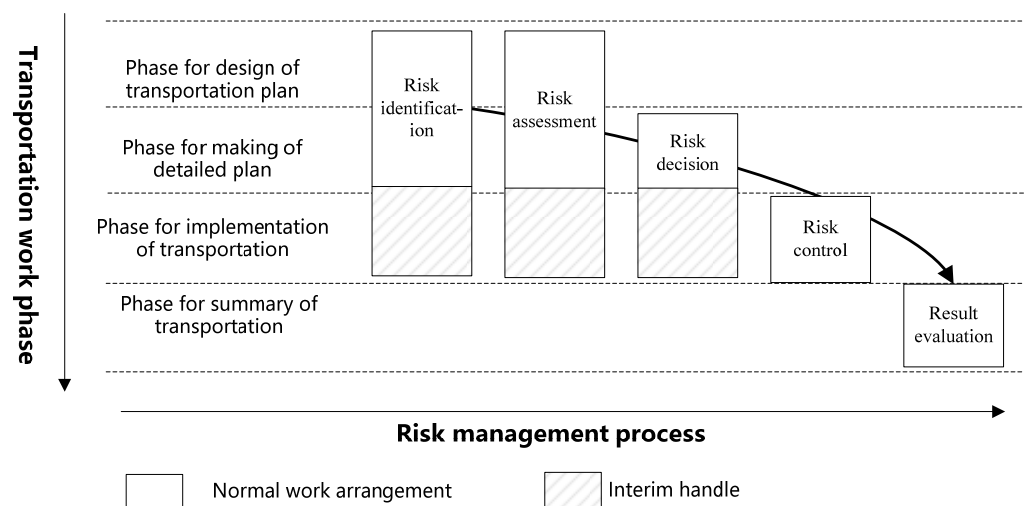 Transportation work phase
Phase for design of
transportation plan
Phase for making of
detailed plan
Phase for implementation
of transportation
Phase for summary of
transportation
Risk
identificat-
ion
Risk
assessment
Risk
decision
Risk
control
Result
evaluation
Risk management process
Normal work arrangement
Interim handle